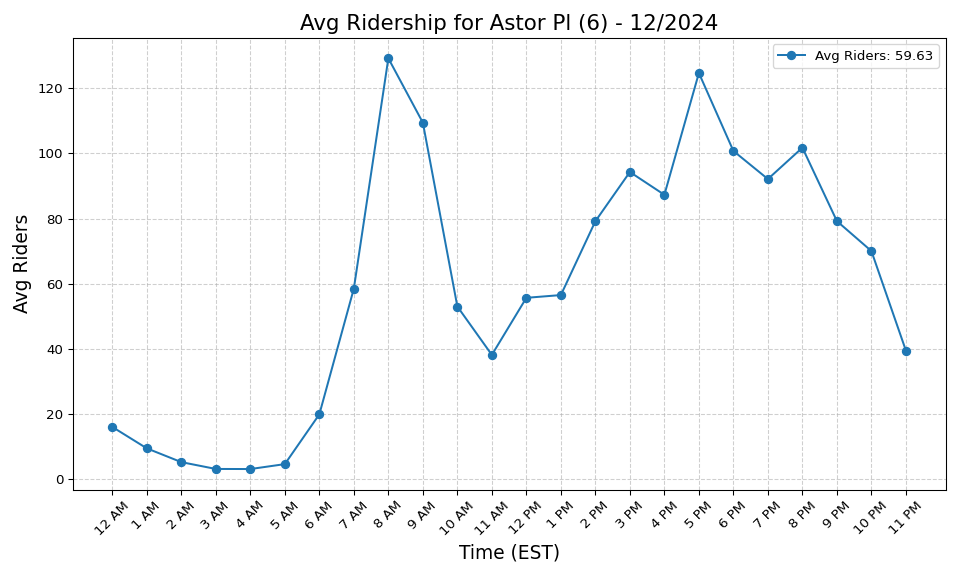 Avg Ridership for Astor Pl (6) - 12/2024
Avg Riders: 59.63
Avg Riders
120
100
80
60
40
20
0
12 AM
1 AM
2 AM
3 AM
4 AM
5 AM
6 AM
7 AM
8 AM
9 AM
10 AM
11 AM
12 PM
1 PM
2 PM
3 PM
4 PM
5 PM
6 PM
7 PM
8 PM
9 PM
10 PM
11 PM
Time (EST)